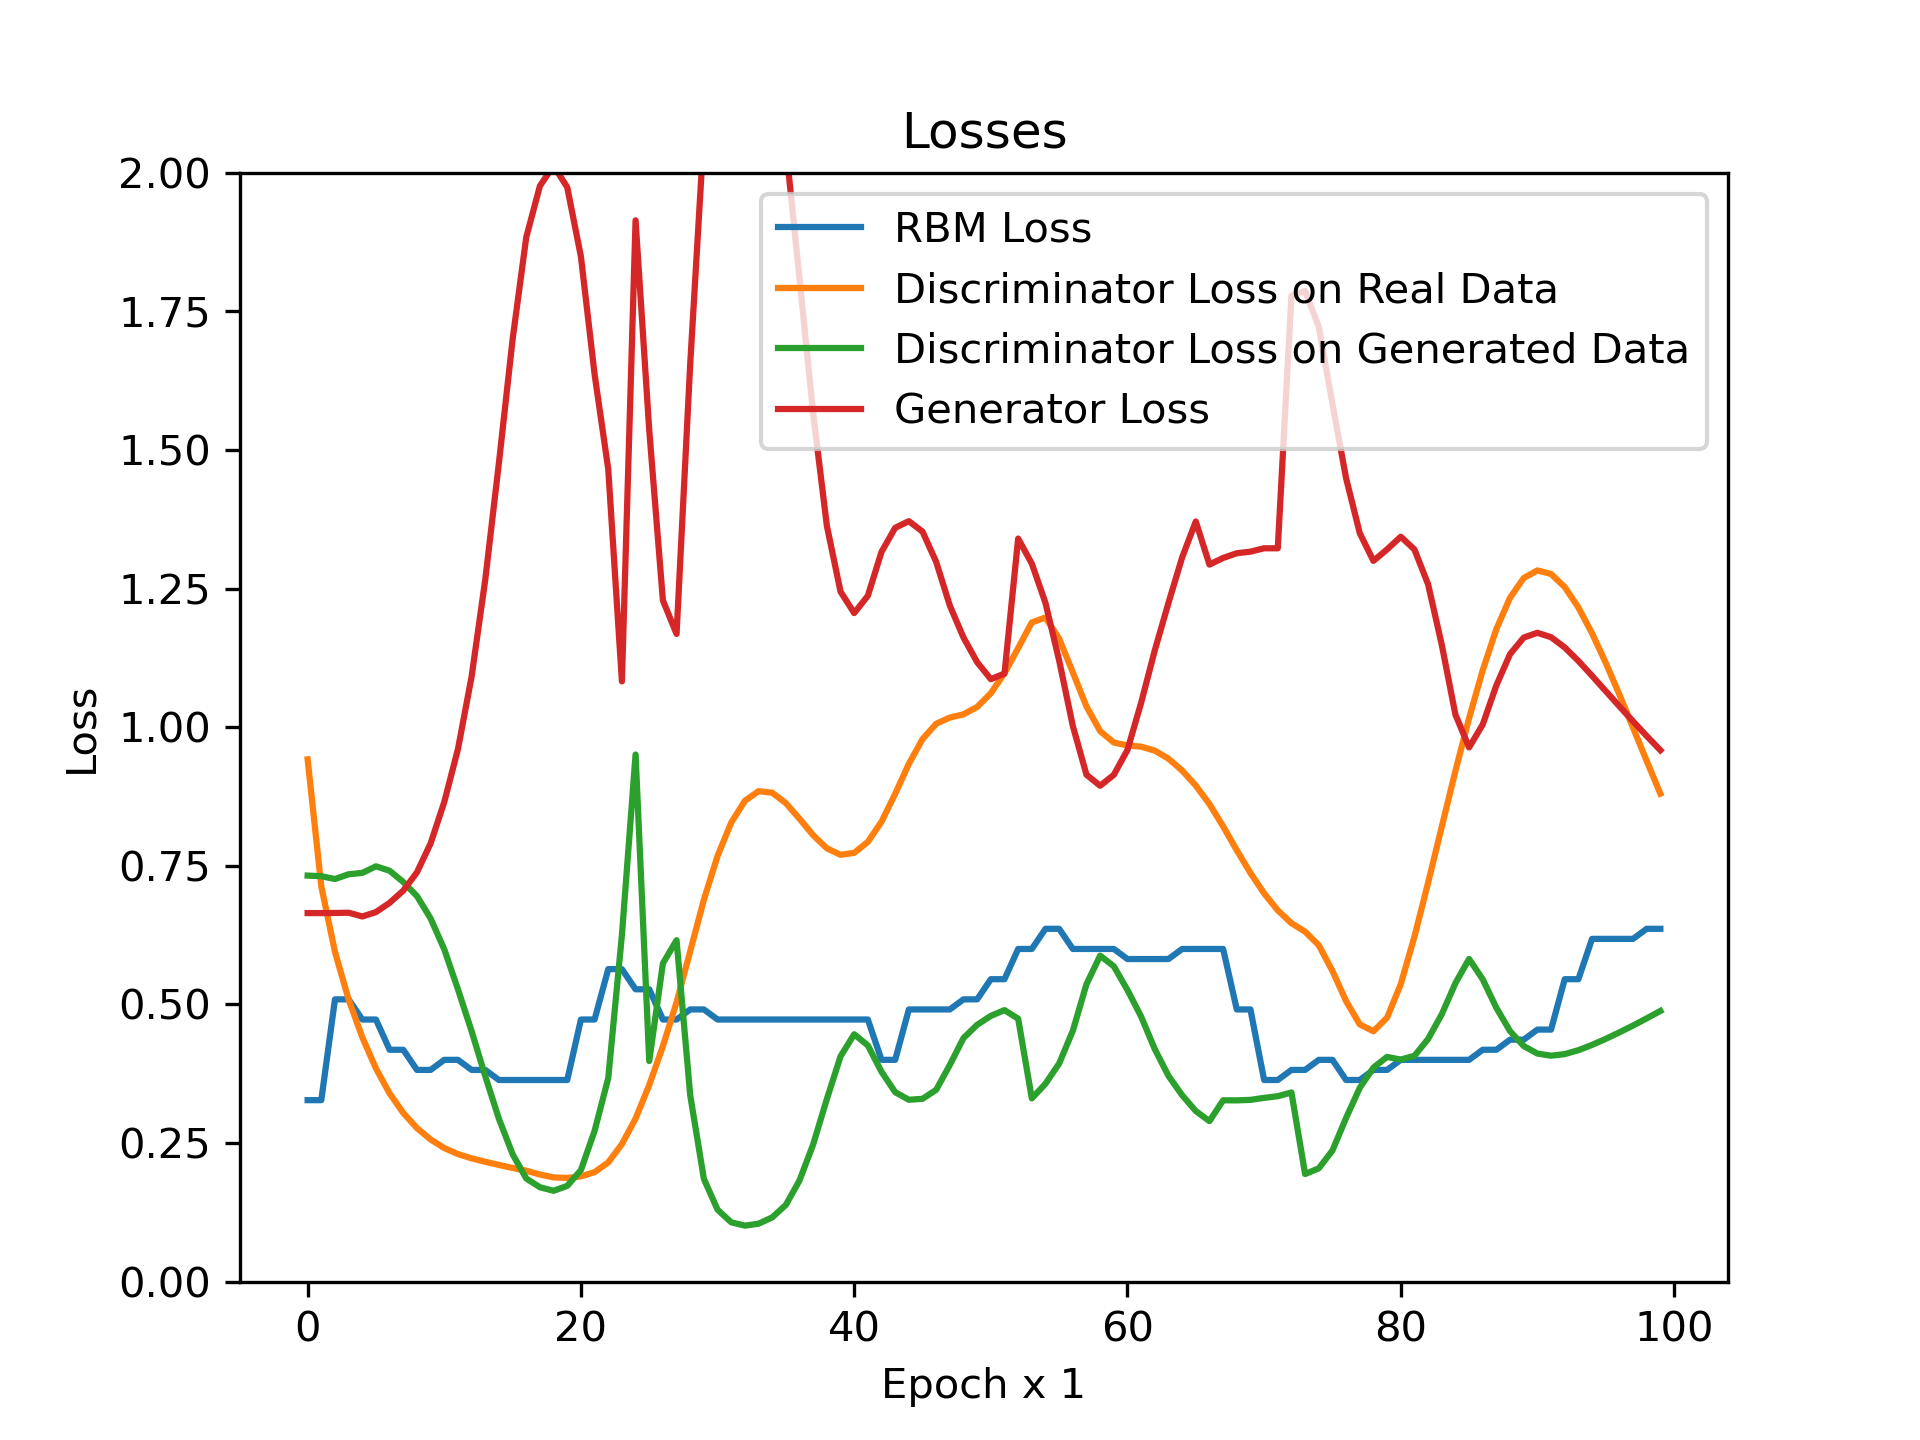 Losses
2.00
1.75
1.50
1.25
1.00
0.75
0.50
0.25
0.00
Loss
RBM Loss
Discriminator Loss on Real Data
Discriminator Loss on Generated Data
Generator Loss
0 20 40 60 80 100
Epoch x 1